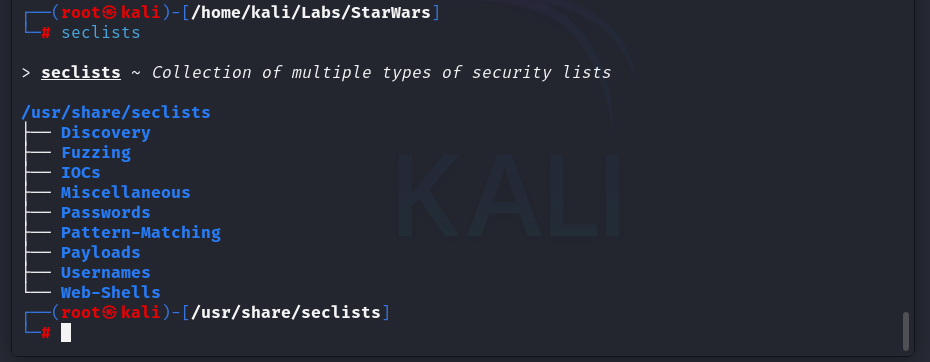 ┌──(root㉿kali)-[/home/kali/Labs/StarWars]
└─# seclists
> seclists ~ Collection of multiple types of security lists
/usr/share/seclists
├── Discovery
├── Fuzzing
├── IOCs
├── Miscellaneous
├── Passwords
├── Pattern-Matching
├── Payloads
├── Usernames
└── Web-Shells
KALI
┌──(root㉿kali)-[/usr/share/seclists]
└─#